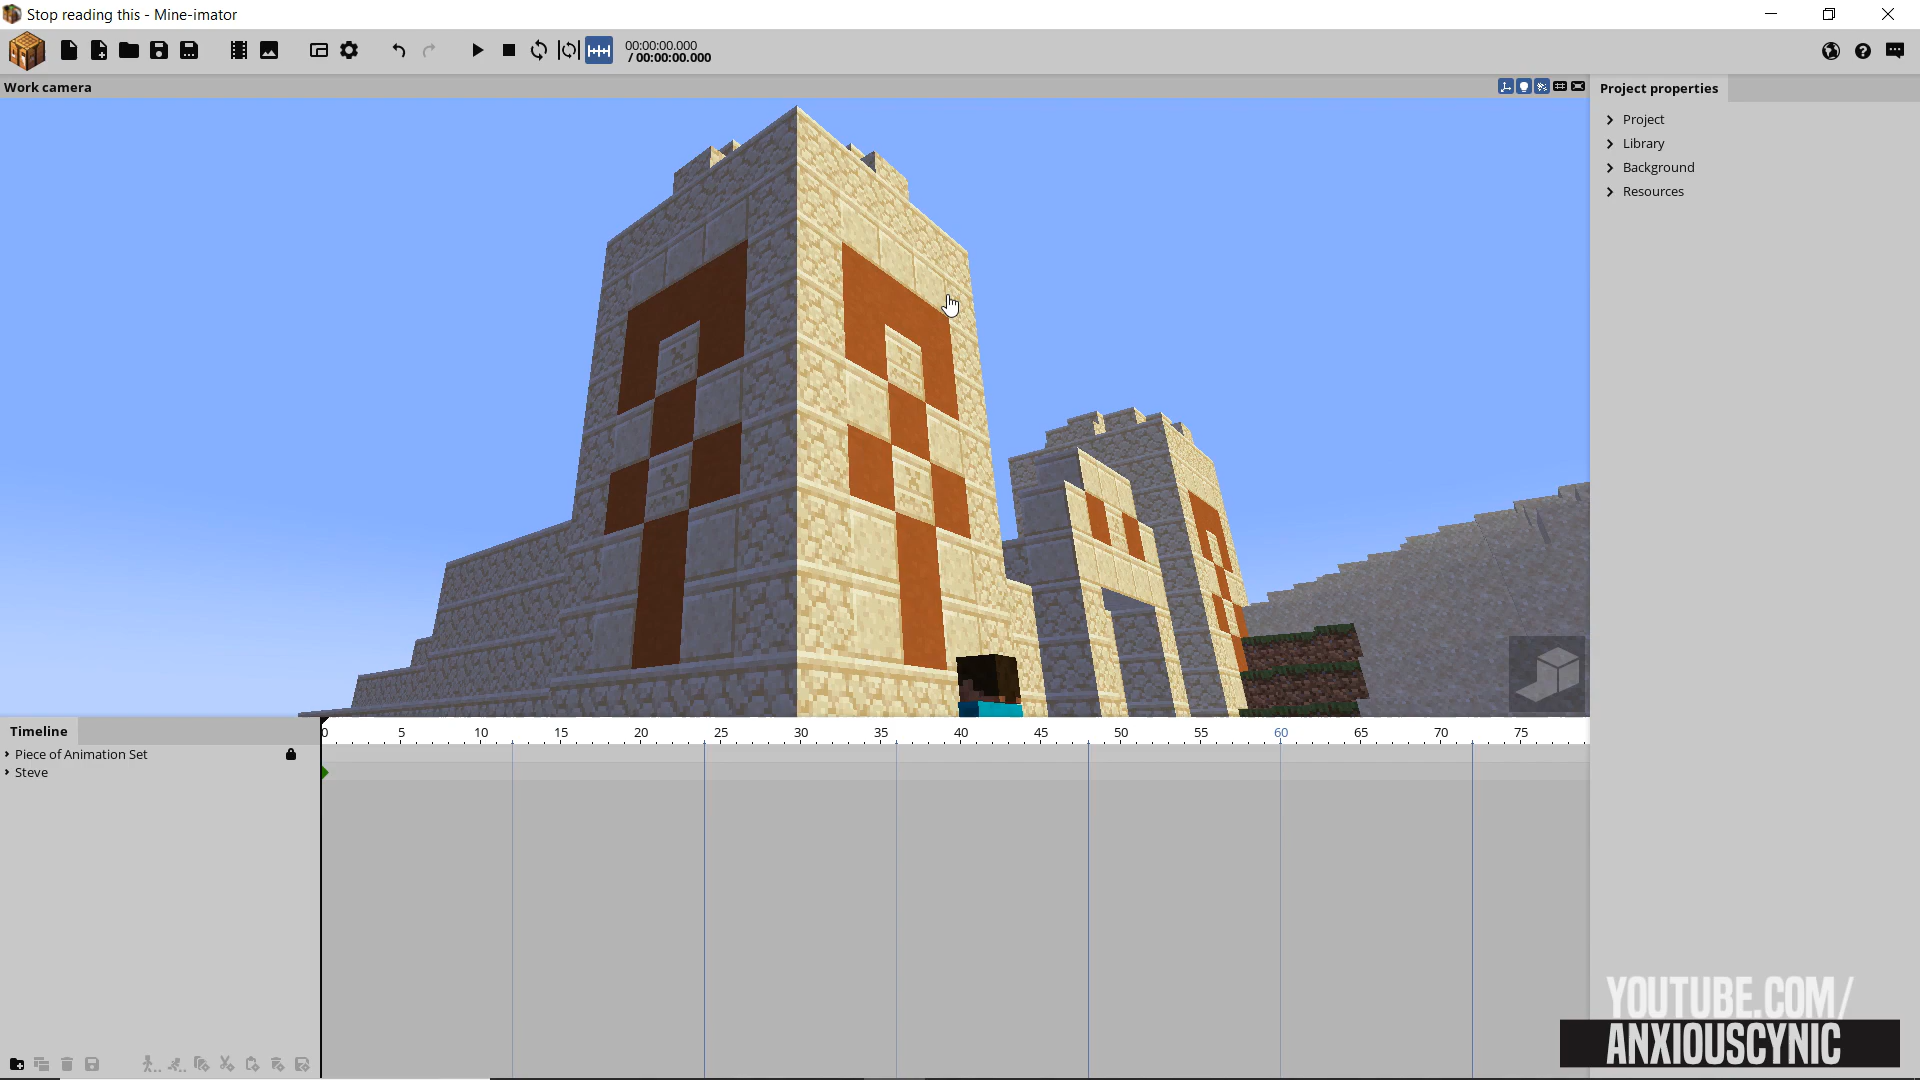 Stop reading this - Mine-imator
00:00:00.000
/ 00:00:00.000
Work camera
Project properties
Project
Library
Background
Resources
Timeline
Piece of Animation Set
Steve
0 5 10 15 20 25 30 35 40 45 50 55 60 65 70 75
YOUTUBE.COM/
ANXIOUSCYNIC